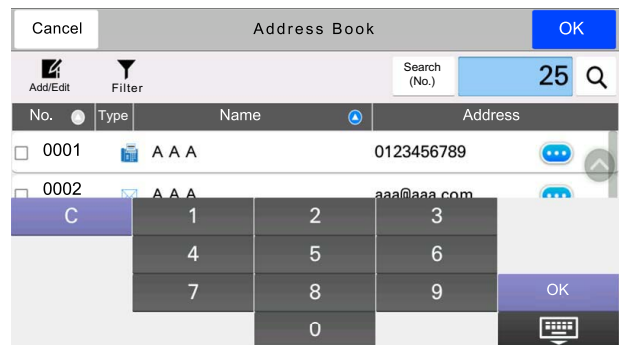 Cancel Address Book OK
Add/Edit Filter Search (No.) 25
No. Type Name Address
0001 A A A 0123456789
0002 A A A aaa@aaa.com
C 1 2 3
4 5 6
7 8 9 OK
0